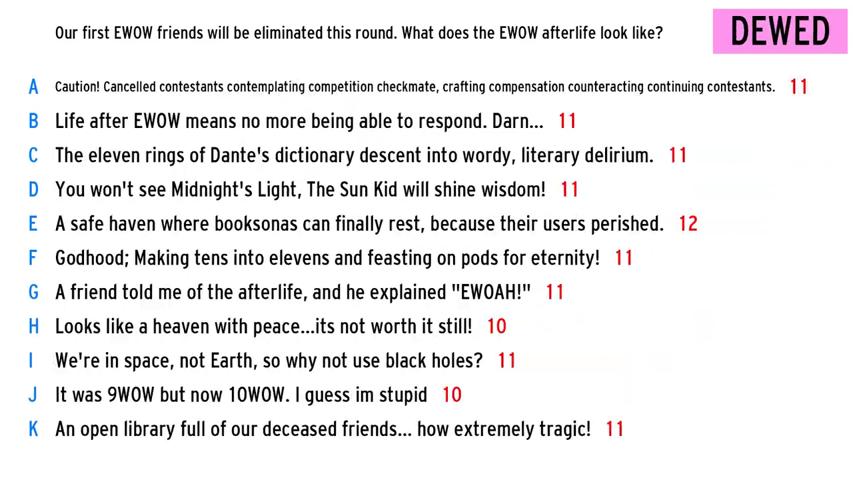 Our first EWOW friends will be eliminated this round. What does the EWOW afterlife look like?
DEWED
A Caution! Cancelled contestants contemplating competition checkmate, crafting compensation counteracting continuing contestants. 11
B Life after EWOW means no more being able to respond. Darn... 11
C The eleven rings of Dante's dictionary descent into wordy, literary delirium. 11
D You won't see Midnight's Light, The Sun Kid will shine wisdom! 11
E A safe haven where booksonas can finally rest, because their users perished. 12
F Godhood; Making tens into elevens and feasting on pods for eternity! 11
G A friend told me of the afterlife, and he explained "EWOAH!" 11
H Looks like a heaven with peace...its not worth it still! 10
I We're in space, not Earth, so why not use black holes? 11
J It was 9WOW but now 10WOW. I guess im stupid 10
K An open library full of our deceased friends... how extremely tragic! 11